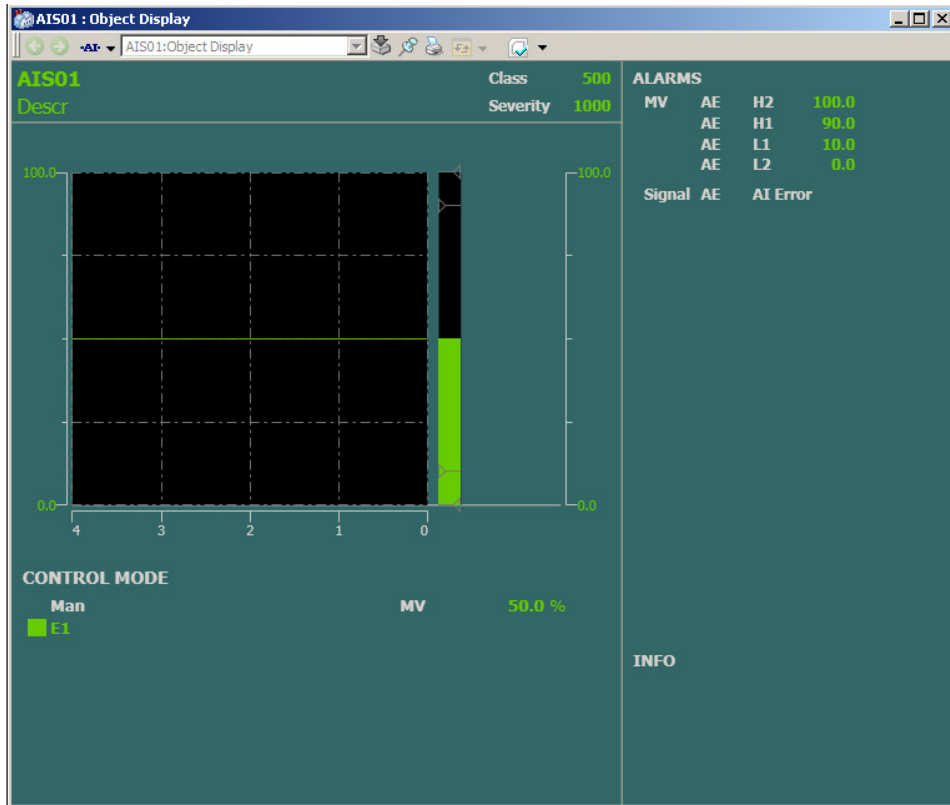 AIS01 : Object Display
AI AIS01:Object Display
AIS01 Class 500
Descr Severity 1000
100.0 100.0
0.0 0.0
4 3 2 1 0
CONTROL MODE
Man MV 50.0 %
E1
ALARMS
MV AE H2 100.0
AE H1 90.0
AE L1 10.0
AE L2 0.0
Signal AE AI Error
INFO